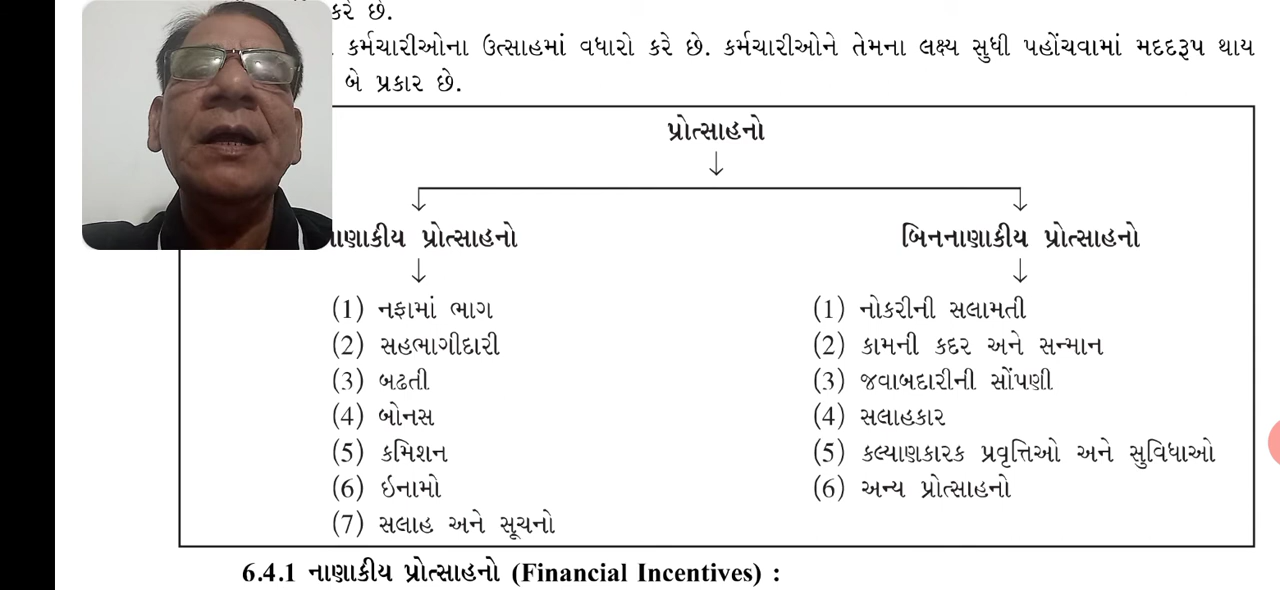 કરે છે.
કર્મચારીઓના ઉત્સાહમાં વધારો કરે છે. કર્મચારીઓને તેમના લક્ષ્ય સુધી પહોંચવામાં મદદરૂપ થાય
બે પ્રકાર છે.
પ્રોત્સાહનો
નાણાકીય પ્રોત્સાહનો
(1) નફામાં ભાગ
(2) સહભાગીદારી
(3) બઢતી
(4) બોનસ
(5) કમિશન
(6) ઇનામો
(7) સલાહ અને સૂચનો
બિનનાણાકીય પ્રોત્સાહનો
(1) નોકરીની સલામતી
(2) કામની કદર અને સન્માન
(3) જવાબદારીની સોંપણી
(4) સલાહકાર
(5) કલ્યાણકારક પ્રવૃત્તિઓ અને સુવિધાઓ
(6) અન્ય પ્રોત્સાહનો
6.4.1 નાણાકીય પ્રોત્સાહનો (Financial Incentives) :